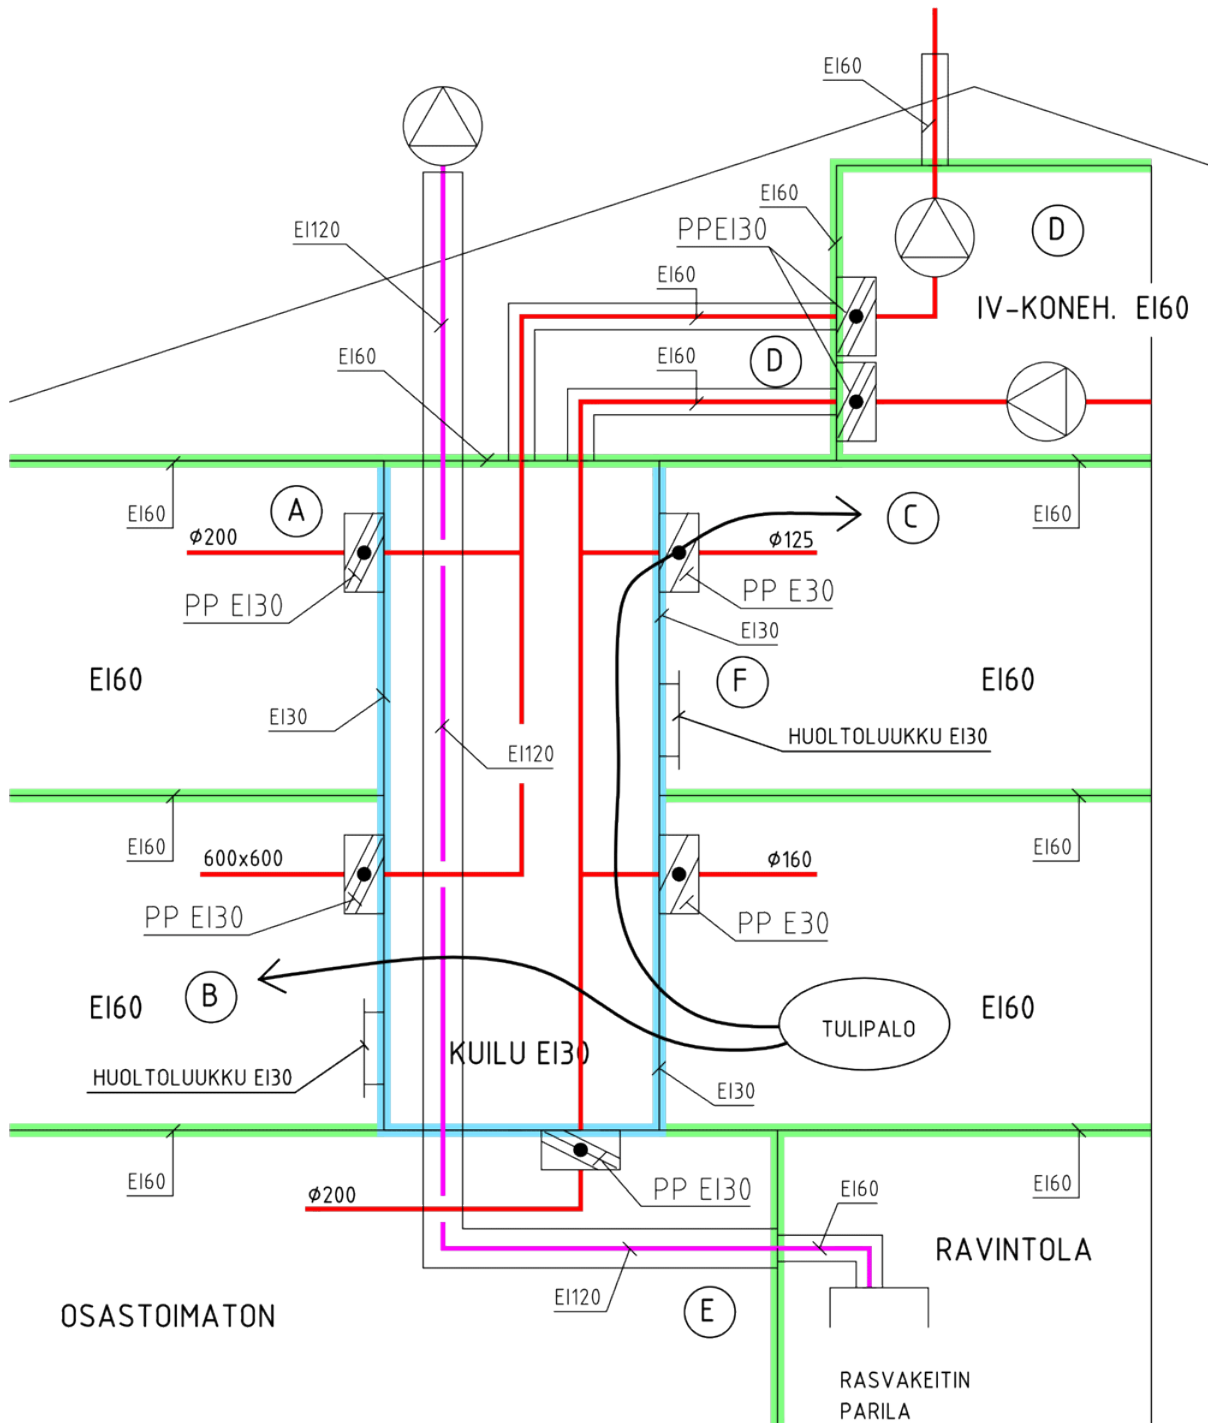 EI60
EI60
D
PPEI30
EI120
EI60
IV-KONEH. EI60
EI60
D
EI60
EI60
A
C
EI60
EI60
Ø200
Ø125
PP EI30
PP E30
EI30
EI60
F
EI60
EI30
HUOLTOLUUKKU EI30
EI120
EI60
EI60
600x600
Ø160
PP EI30
PP E30
B
EI60
EI60
TULIPALO
KUILU EI30
HUOLTOLUUKKU EI30
EI30
EI60
EI60
PP EI30
EI60
Ø200
RAVINTOLA
EI120
E
OSASTOIMATON
RASVAKEITIN
PARILA